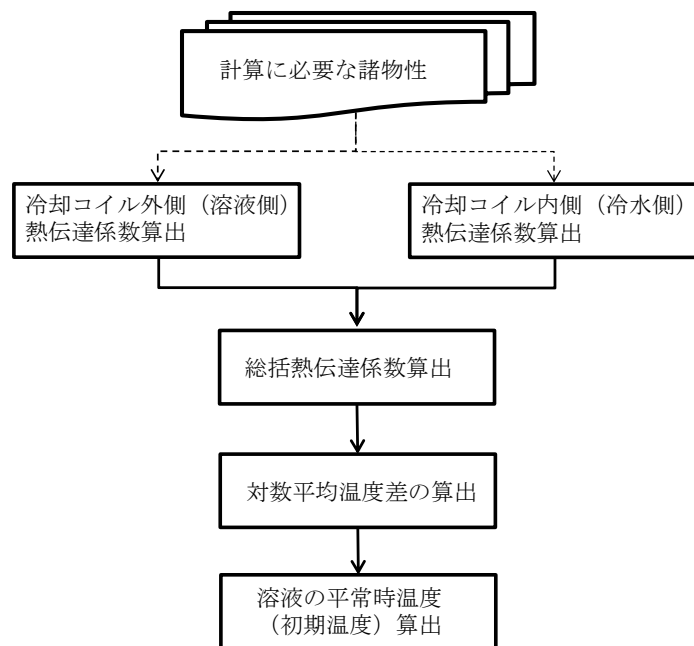 計算に必要な諸物性
冷却コイル外側（溶液側）
熱伝達係数算出
冷却コイル内側（冷水側）
熱伝達係数算出
総括熱伝達係数算出
対数平均温度差の算出
溶液の平常時温度
（初期温度）算出